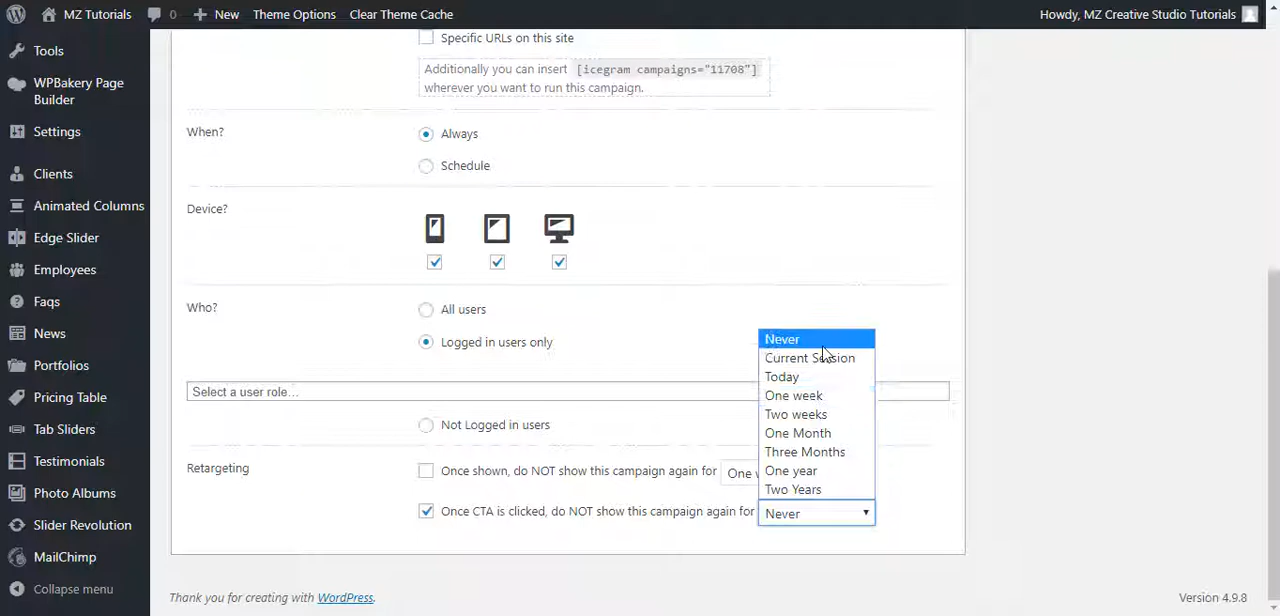 MZ Tutorials 0 New Theme Options Clear Theme Cache Howdy, MZ Creative Studio Tutorials
Tools
WPBakery Page
Builder
Settings
Clients
Animated Columns
Edge Slider
Employees
Faqs
News
Portfolios
Pricing Table
Tab Sliders
Testimonials
Photo Albums
Slider Revolution
MailChimp
Collapse menu
Specific URLs on this site
Additionally you can insert [icegram campaigns="11708"]
wherever you want to run this campaign.
When?
Always
Schedule
Device?
Who?
All users
Logged in users only
Select a user role...
Not Logged in users
Retargeting
Once shown, do NOT show this campaign again for One
Once CTA is clicked, do NOT show this campaign again for Never
Never
Current Session
Today
One week
Two weeks
One Month
Three Months
One year
Two Years
Thank you for creating with WordPress. Version 4.9.8